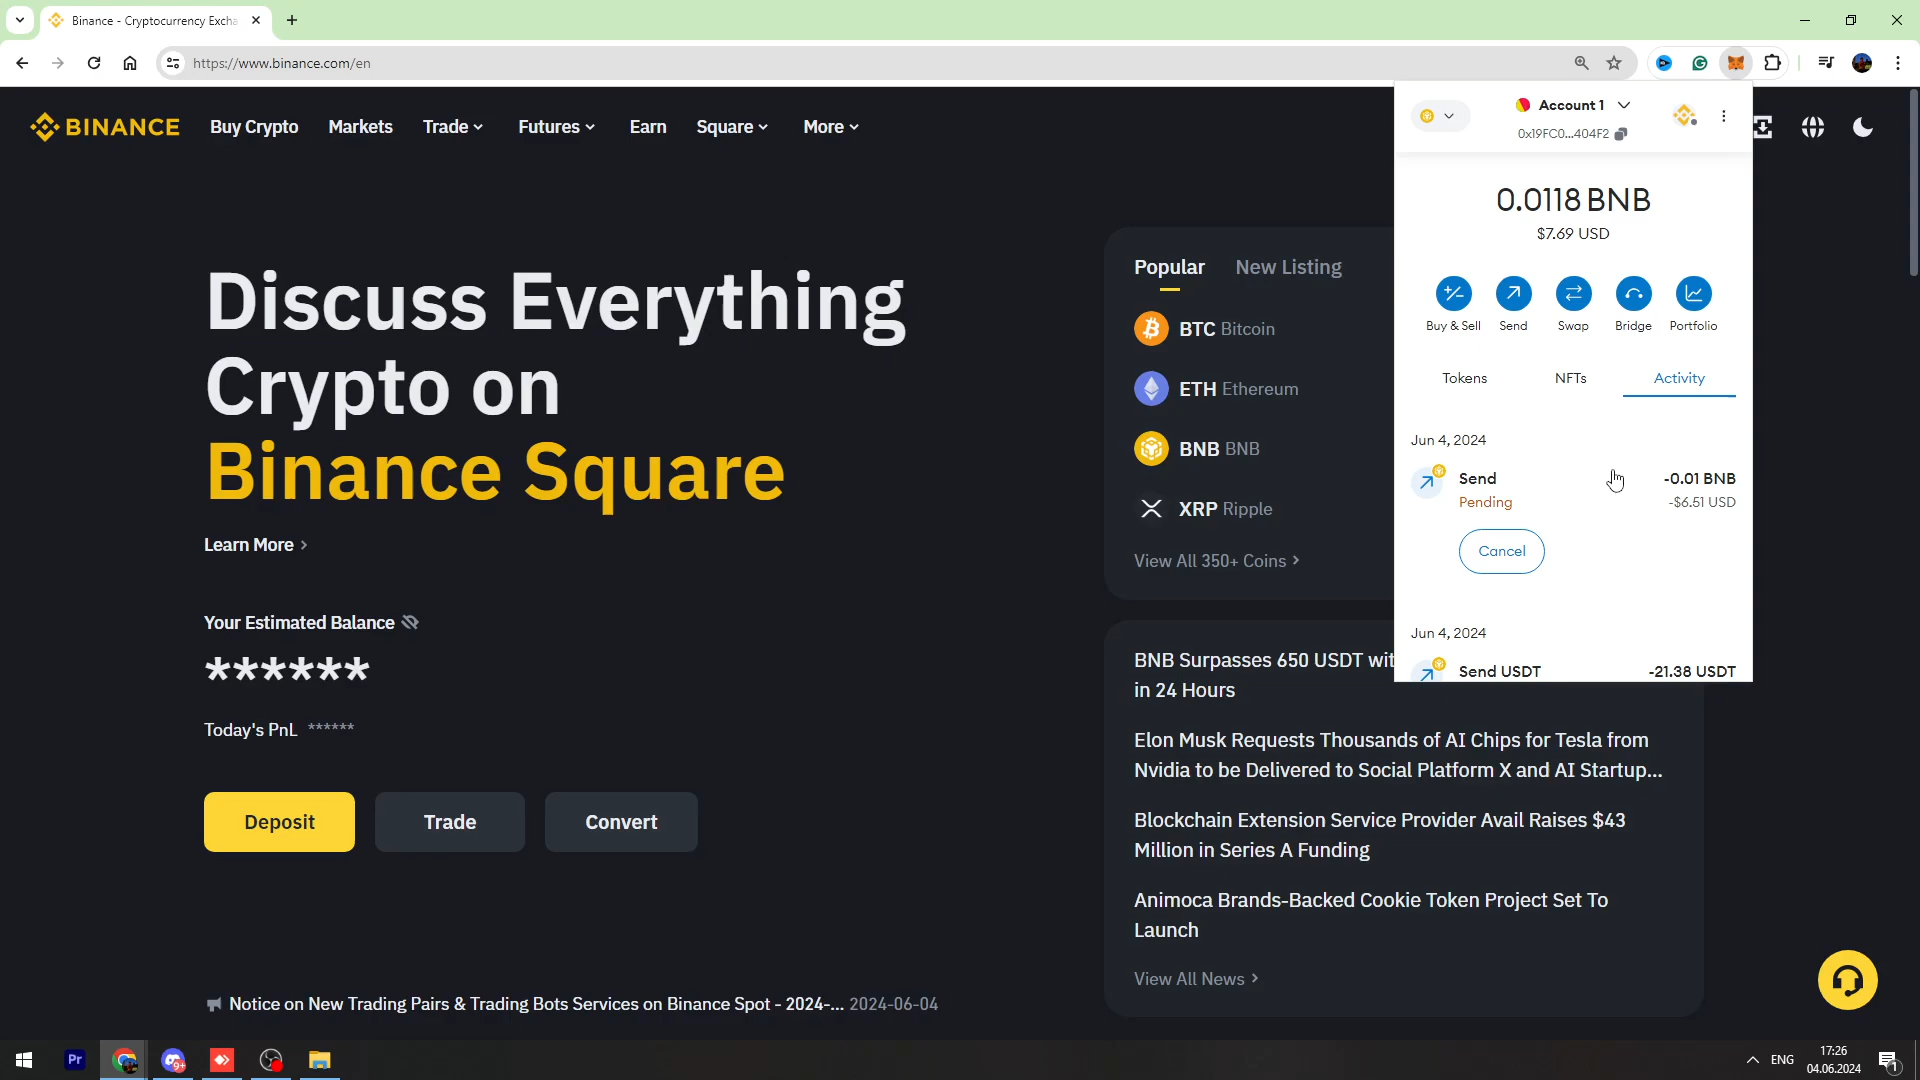 Binance - Cryptocurrency Excha
https://www.binance.com/en
BINANCE
Buy Crypto
Markets
Trade
Futures
Earn
Square
More
Discuss Everything
Crypto on
Binance Square
Learn More
Your Estimated Balance
******
Today's PnL ******
Deposit
Trade
Convert
Notice on New Trading Pairs & Trading Bots Services on Binance Spot - 2024-... 2024-06-04
Popular
New Listing
BTC Bitcoin
ETH Ethereum
BNB BNB
XRP Ripple
View All 350+ Coins
BNB Surpasses 650 USDT wit
in 24 Hours
Elon Musk Requests Thousands of AI Chips for Tesla from
Nvidia to be Delivered to Social Platform X and AI Startup...
Blockchain Extension Service Provider Avail Raises $43
Million in Series A Funding
Animoca Brands-Backed Cookie Token Project Set To
Launch
View All News
Account 1
0x19FC0...404F2
0.0118 BNB
$7.69 USD
Buy & Sell
Send
Swap
Bridge
Portfolio
Tokens
NFTs
Activity
Jun 4, 2024
Send
-0.01 BNB
Pending
-$6.51 USD
Cancel
Jun 4, 2024
Send USDT
-21.38 USDT
Pr
9+
ENG
17:26
04.06.2024
1